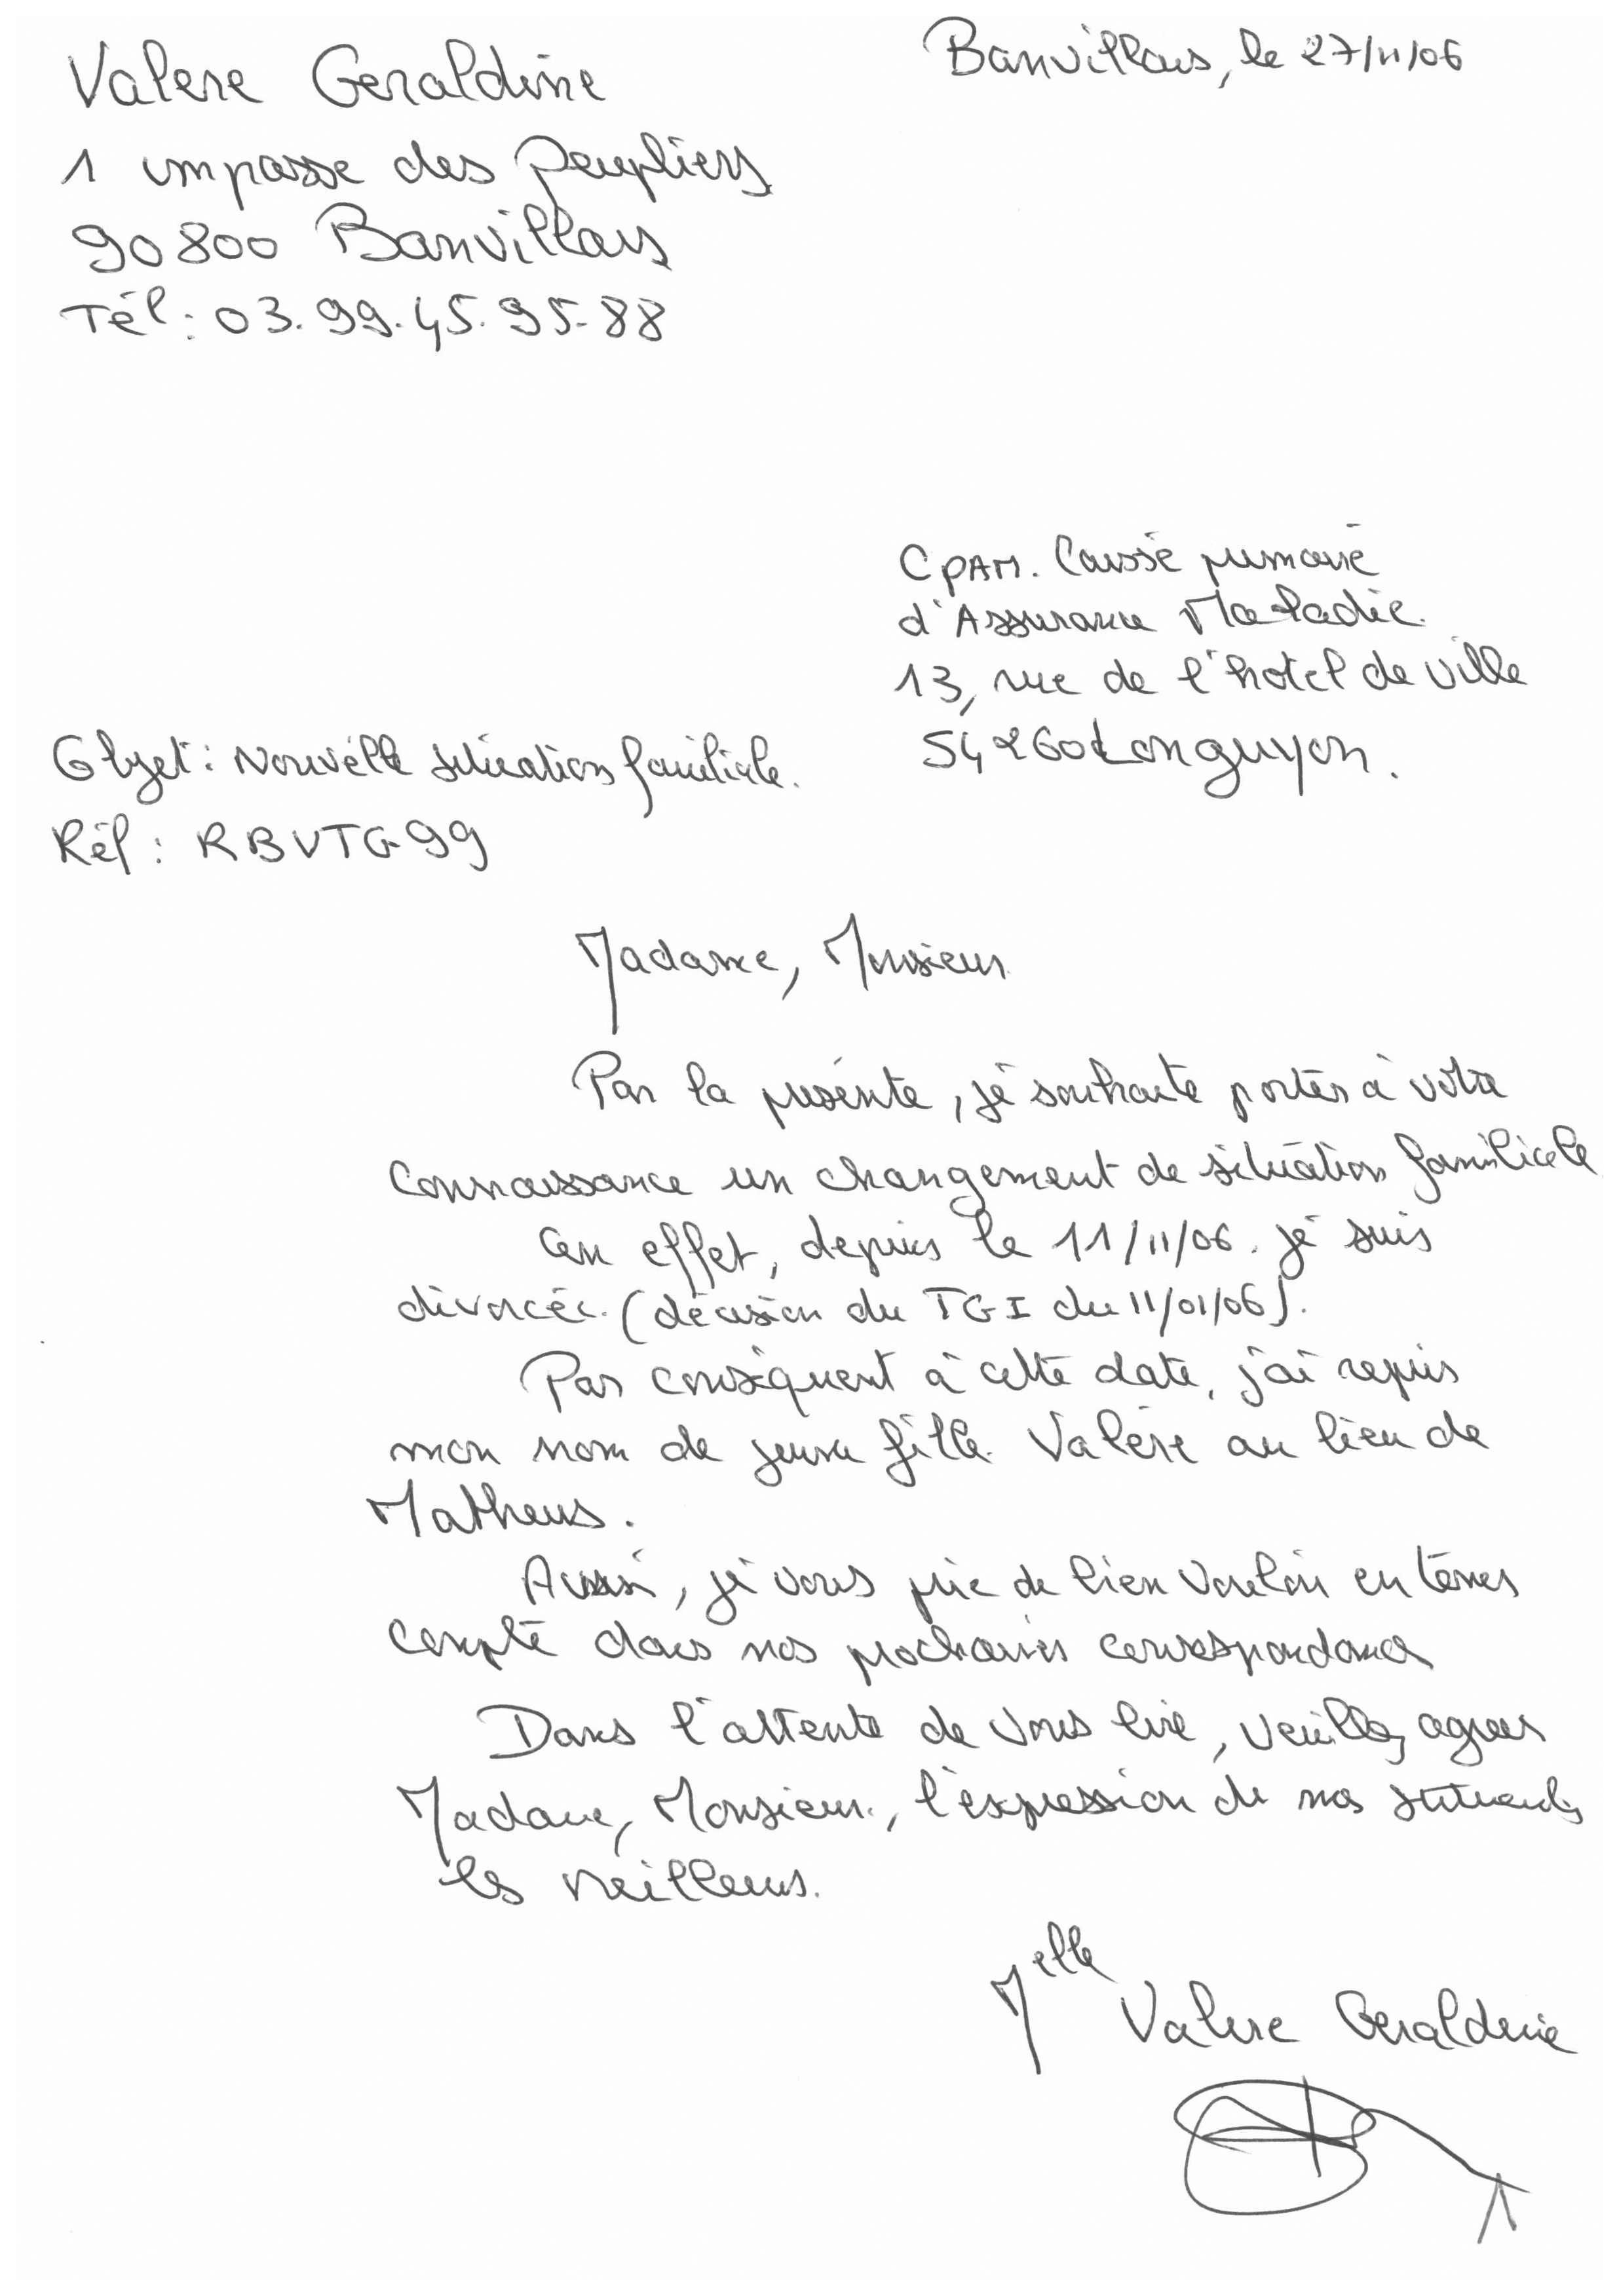 Valere Geraldine
Banvillars, le 27/11/06
1 impasse des Peupliers
90800 Banvillars
Tél : 03.99.45.95.88
CPAM. Caisse primaire
d'Assurance Maladie.
13, rue de l'hotel de ville
54260 Longuyon.
Objet : Nouvelle situation familiale.
Réf : RBVTG99
Madame, Monsieur
Par la présente, je souhaite porter à votre
connaissance un changement de situation familiale
En effet, depuis le 11/11/06. je suis
divorcée. (décision du TGI du 11/01/06).
Par conséquent à cette date, j'ai repris
mon nom de jeune fille Valère au lieu de
Matheus.
Aussi, je vous prie de bien vouloir en tenir
compte dans nos prochaines correspondances
Dans l'attente de vous lire, veuillez agréer
Madame, Monsieur, l'expression de mes sentiments
les meilleurs.
Melle Valere Geraldine